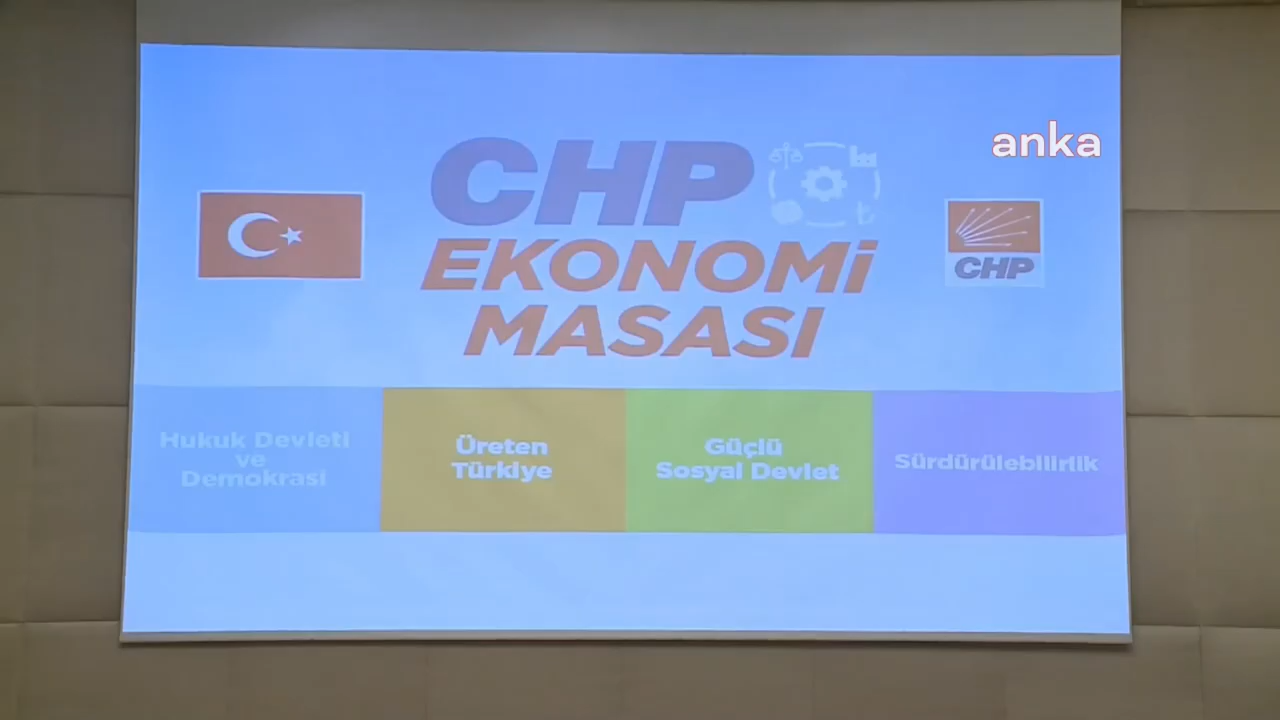 anka
CHP
EKONOMİ
MASASI
CHP
Hukuk Devleti
ve
Demokrasi
Üreten
Türkiye
Güçlü
Sosyal Devlet
Sürdürülebilirlik